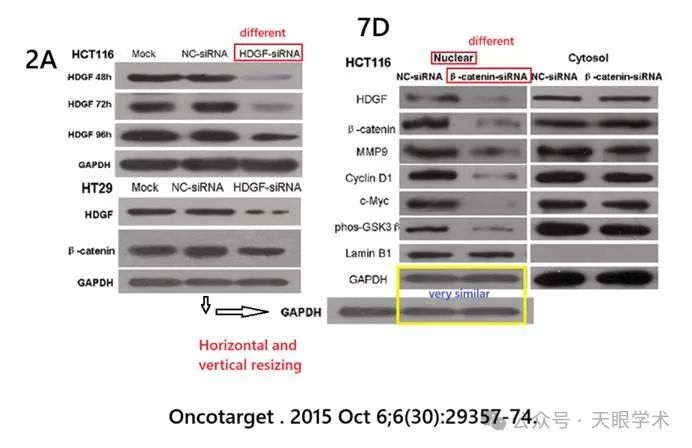 different
2A
HCT116 Mock NC-siRNA HDGF-siRNA
HDGF 48h
HDGF 72h
HDGF 96h
GAPDH
HT29 Mock NC-siRNA HDGF-siRNA
HDGF
β-catenin
GAPDH
Horizontal and
vertical resizing
7D
different
HCT116 Nuclear Cytosol
NC-siRNA β-catenin-siRNA NC-siRNA β-catenin-siRNA
HDGF
β-catenin
MMP9
Cyclin D1
c-Myc
phos-GSK3β
Lamin B1
GAPDH
very similar
GAPDH
Oncotarget . 2015 Oct 6;6(30):29357-74.
公众号 · 天眼学术